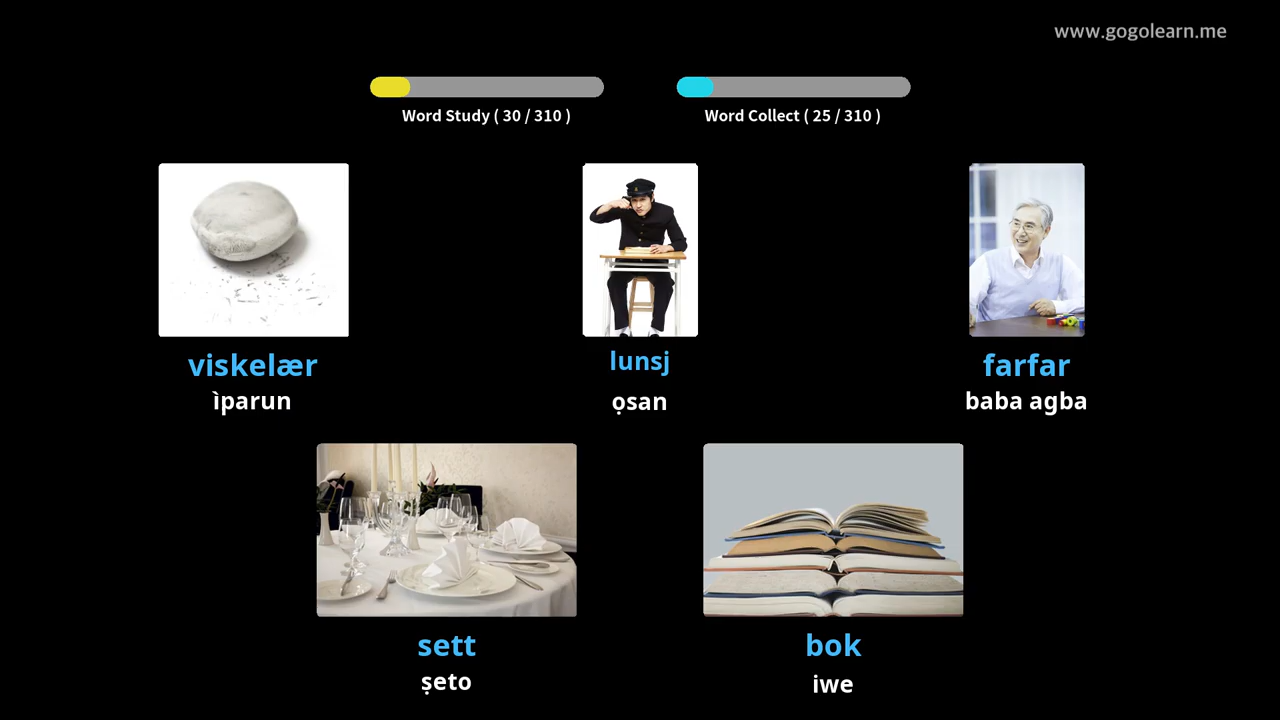 www.gogolearn.me
Word Study ( 30 / 310 )
Word Collect ( 25 / 310 )
viskelær
ìparun
lunsj
ọsan
farfar
baba agba
sett
ṣeto
bok
iwe